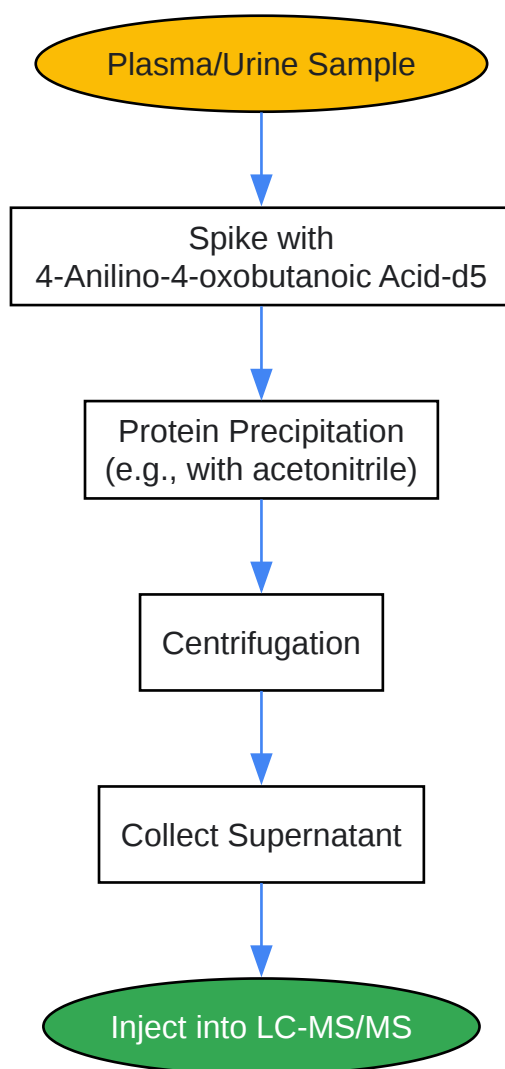 Plasma/Urine Sample
Spike with
4-Anilino-4-oxobutanoic Acid-d5
Protein Precipitation
(e.g., with acetonitrile)
Centrifugation
Collect Supernatant
Inject into LC-MS/MS